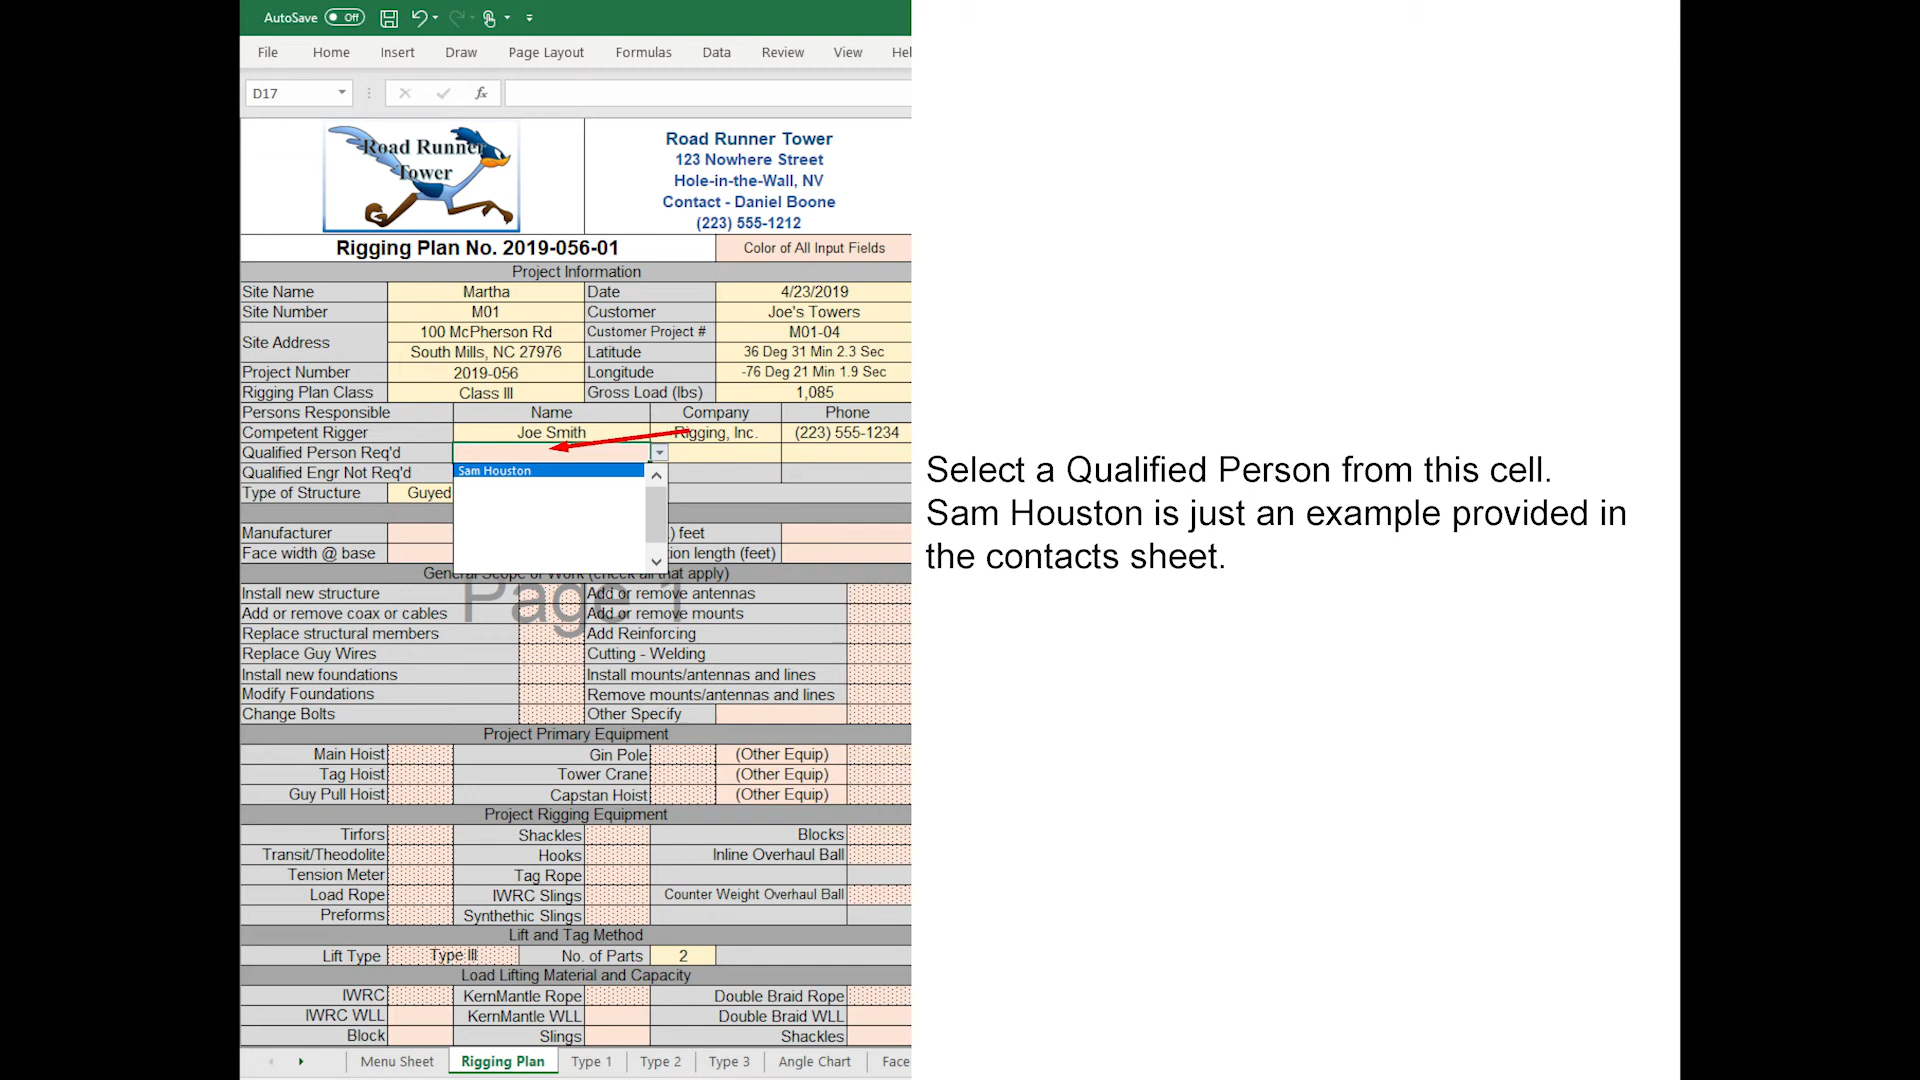 AutoSave Off
File Home Insert Draw Page Layout Formulas Data Review View Hel
D17 fx
Road Runner
Tower
Road Runner Tower
123 Nowhere Street
Hole-in-the-Wall, NV
Contact - Daniel Boone
(223) 555-1212
Rigging Plan No. 2019-056-01 Color of All Input Fields
Project Information
Site Name Martha Date 4/23/2019
Site Number M01 Customer Joe's Towers
Site Address 100 McPherson Rd Customer Project # M01-04
South Mills, NC 27976 Latitude 36 Deg 31 Min 2.3 Sec
Project Number 2019-056 Longitude -76 Deg 21 Min 1.9 Sec
Rigging Plan Class Class III Gross Load (lbs) 1,085
Persons Responsible Name Company Phone
Competent Rigger Joe Smith Rigging, Inc. (223) 555-1234
Qualified Person Req'd
Qualified Engr Not Req'd Sam Houston
Type of Structure Guyed
Manufacturer ) feet
Face width @ base tion length (feet)
General Scope of Work (check all that apply)
Page 1
Install new structure Add or remove antennas
Add or remove coax or cables Add or remove mounts
Replace structural members Add Reinforcing
Replace Guy Wires Cutting - Welding
Install new foundations Install mounts/antennas and lines
Modify Foundations Remove mounts/antennas and lines
Change Bolts Other Specify
Project Primary Equipment
Main Hoist Gin Pole (Other Equip)
Tag Hoist Tower Crane (Other Equip)
Guy Pull Hoist Capstan Hoist (Other Equip)
Project Rigging Equipment
Tirfors Shackles Blocks
Transit/Theodolite Hooks Inline Overhaul Ball
Tension Meter Tag Rope
Load Rope IWRC Slings Counter Weight Overhaul Ball
Preforms Synthethic Slings
Lift and Tag Method
Lift Type Type III No. of Parts 2
Load Lifting Material and Capacity
IWRC KernMantle Rope Double Braid Rope
IWRC WLL KernMantle WLL Double Braid WLL
Block Slings Shackles
Menu Sheet Rigging Plan Type 1 Type 2 Type 3 Angle Chart Face
Select a Qualified Person from this cell.
Sam Houston is just an example provided in
the contacts sheet.